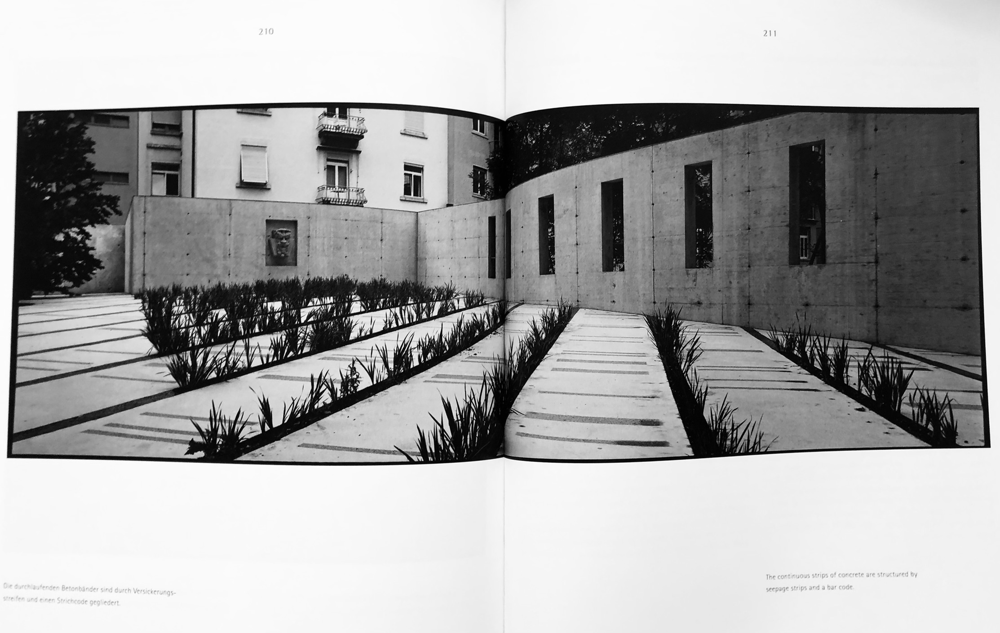 210
211
Die durchlaufenden Betonbänder sind durch Versickerungs-
streifen und einen Strichcode gegliedert.
The continuous strips of concrete are structured by
seepage strips and a bar code.